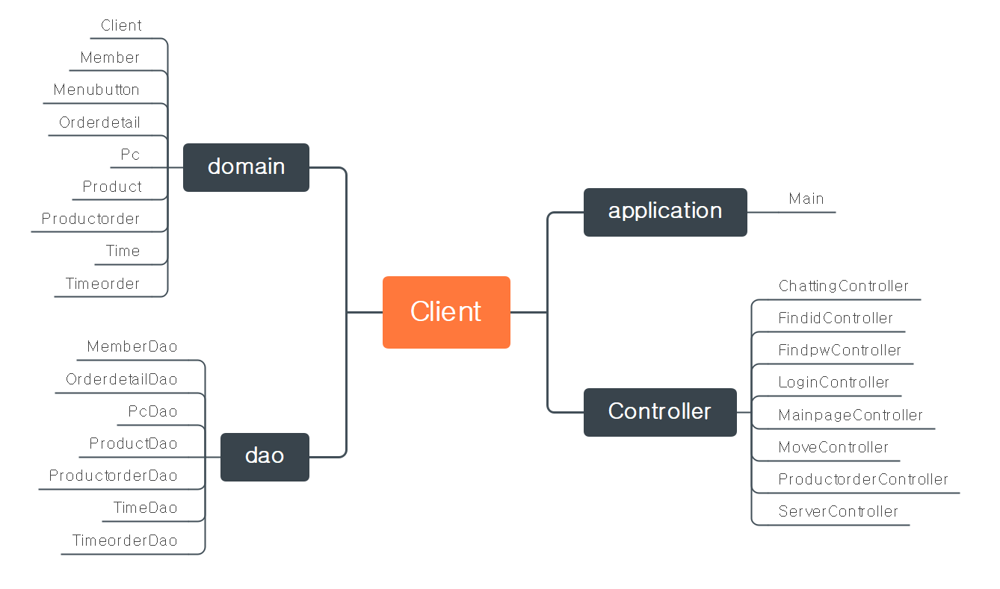 Client
Member
Menubutton
Orderdetail
Pc
Product
Productorder
Time
Timeorder
domain
MemberDao
OrderdetailDao
PcDao
ProductDao
ProductorderDao
TimeDao
TimeorderDao
dao
Client
application
Main
Controller
ChattingController
FindidController
FindpwController
LoginController
MainpageController
MoveController
ProductorderController
ServerController